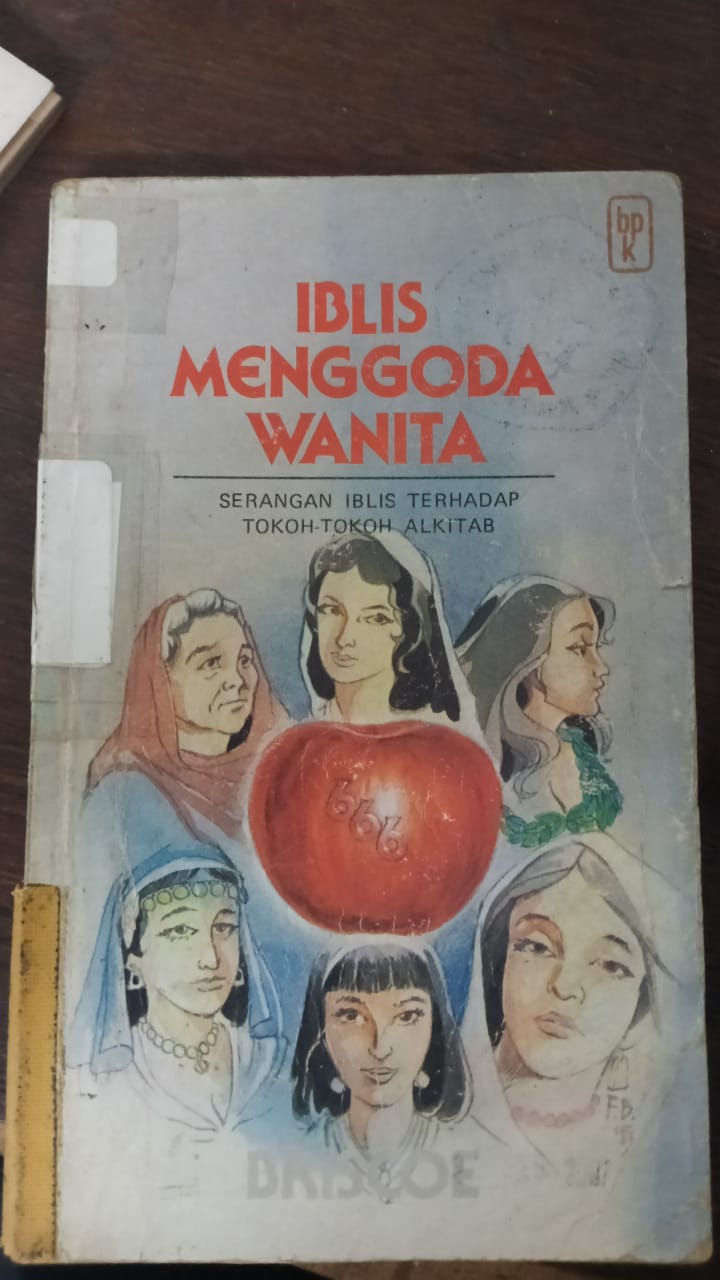 bp
k
IBLIS
MENGGODA
WANITA
SERANGAN IBLIS TERHADAP
TOKOH-TOKOH ALKiTAB
666
F.B.
BRISCOE